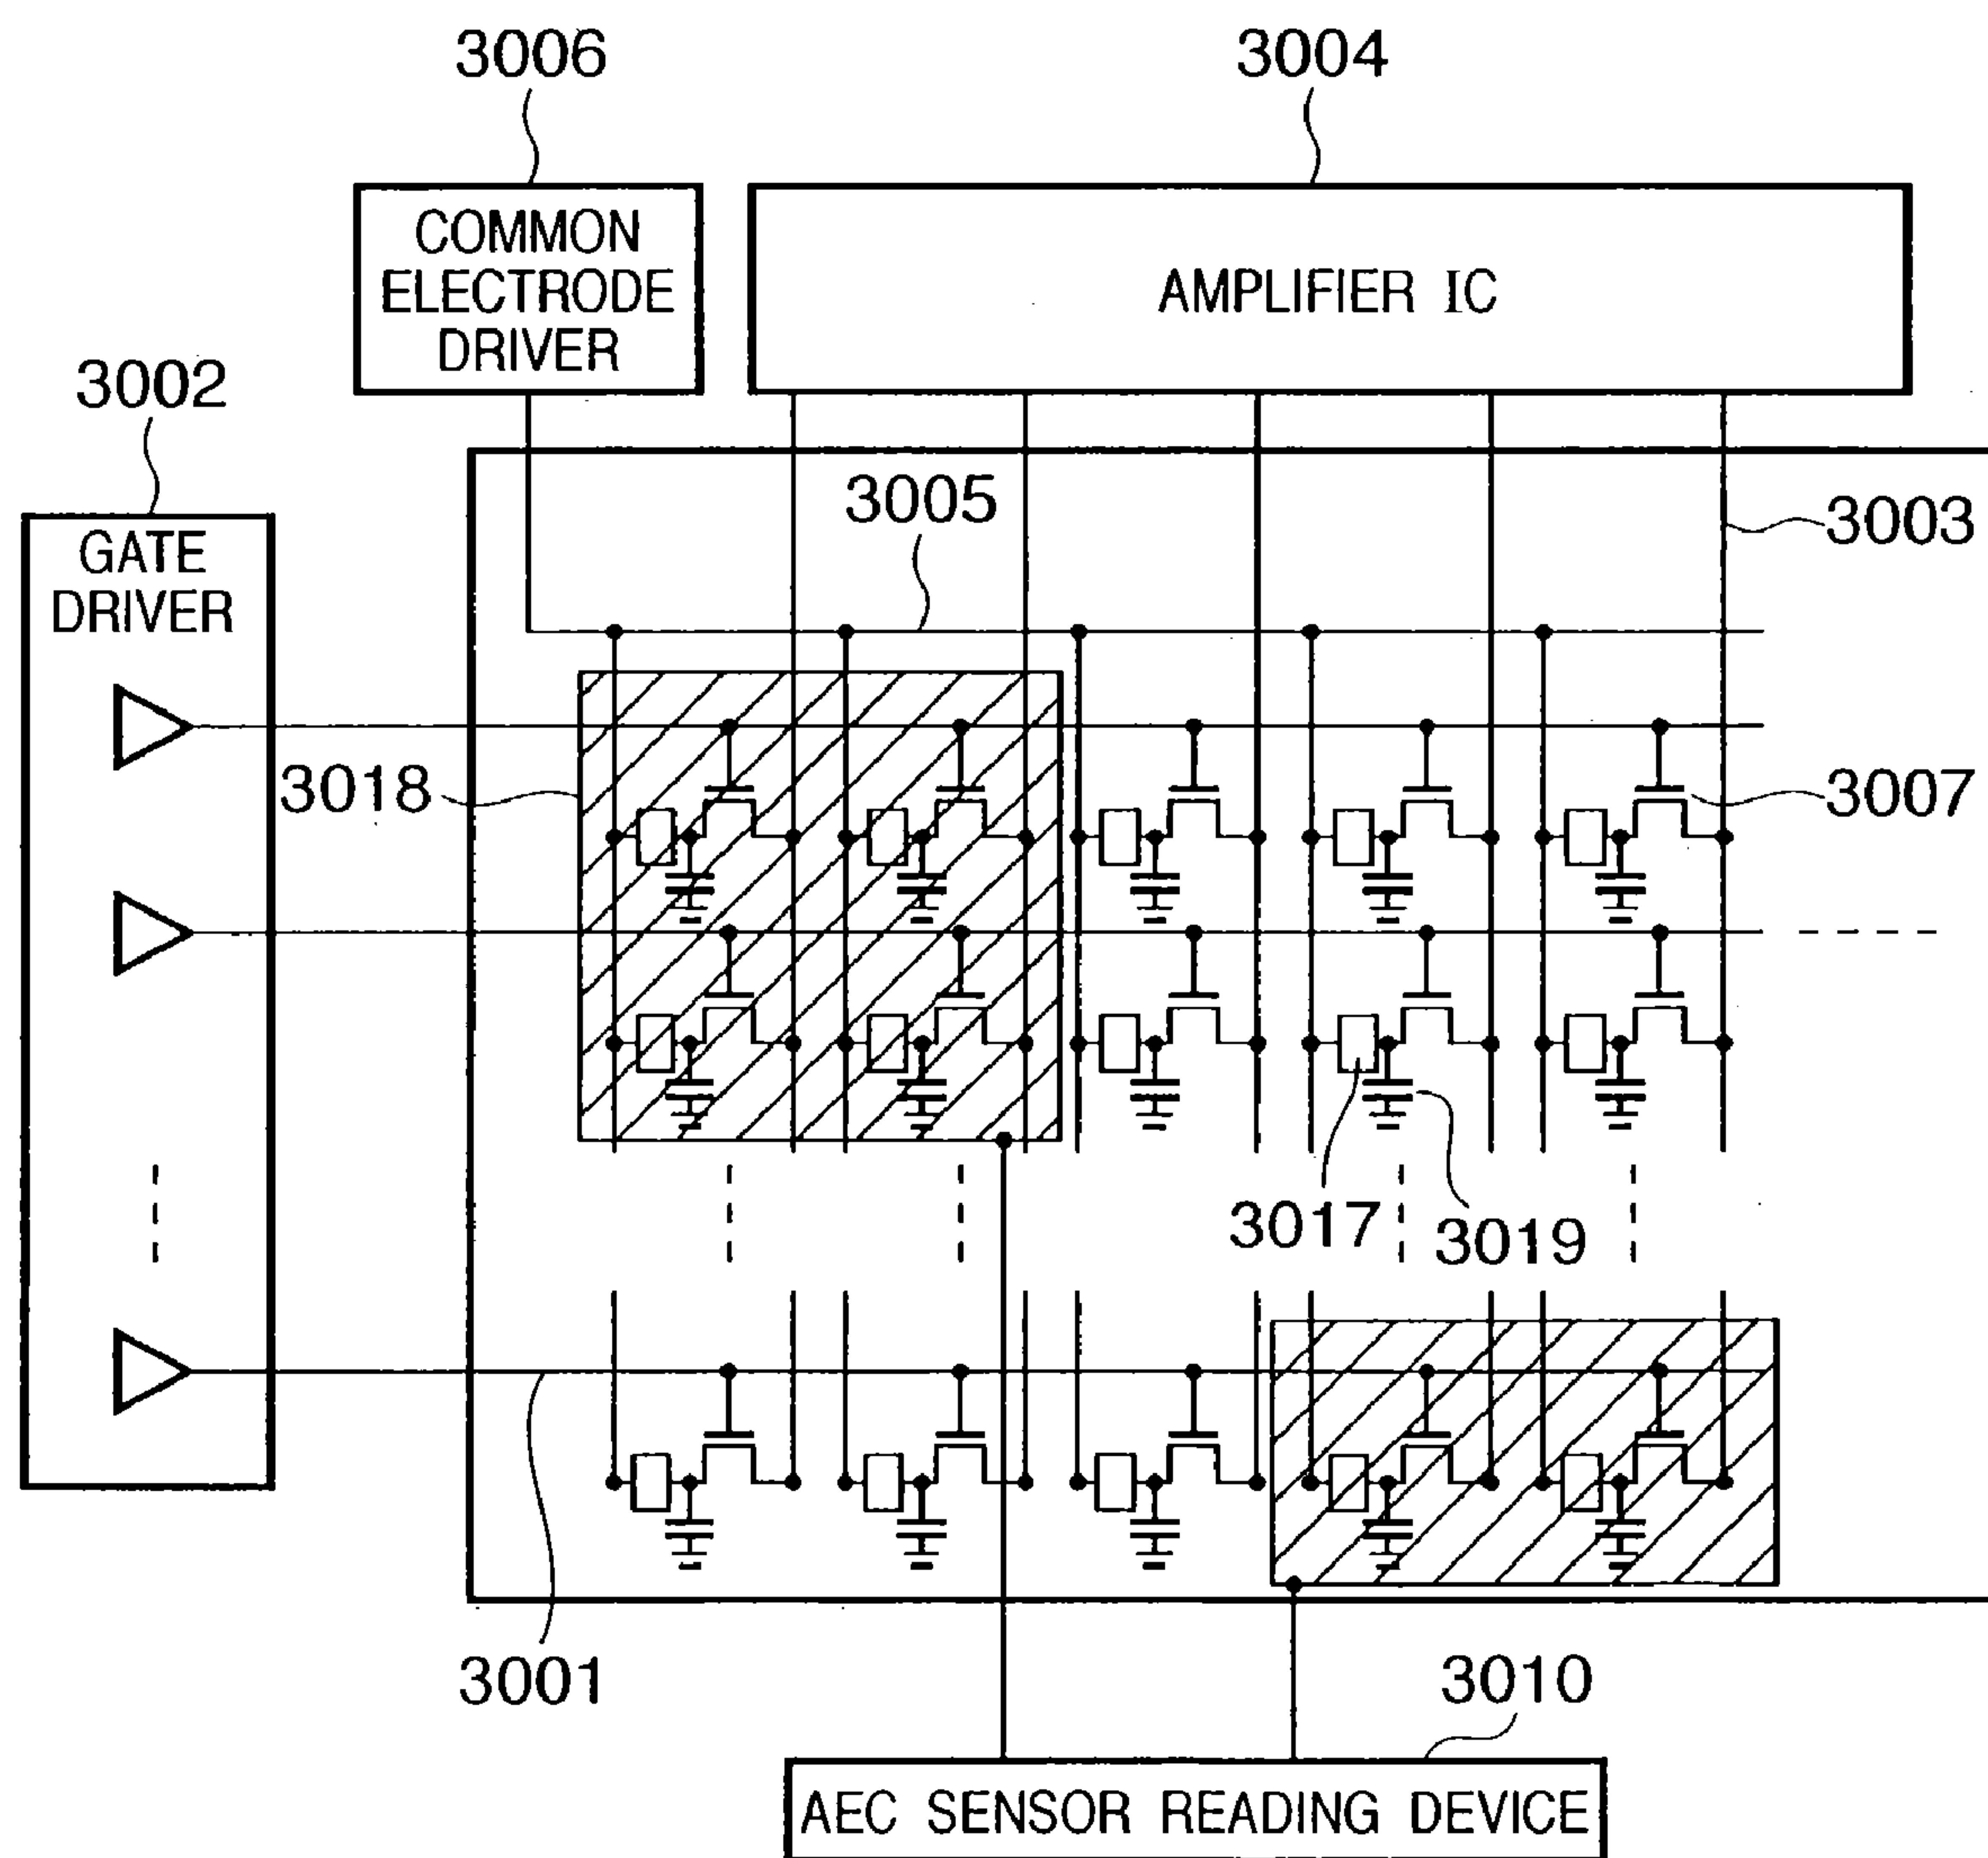 3006
3004
COMMON
ELECTRODE
DRIVER
AMPLIFIER IC
3002
3005
3003
GATE
DRIVER
3018
3007
3017
3019
3001
3010
AEC SENSOR READING DEVICE